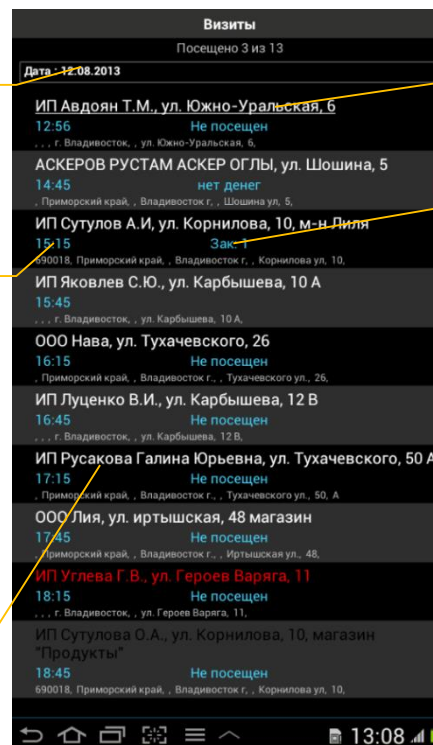 Визиты
Посещено 3 из 13
Дата : 12.08.2013
ИП Авдоян Т.М., ул. Южно-Уральская, 6
12:56 Не посещен
, , , г. Владивосток, , ул. Южно-Уральская, 6,
АСКЕРОВ РУСТАМ АСКЕР ОГЛЫ, ул. Шошина, 5
14:45 нет денег
, Приморский край, , Владивосток г, , Шошина ул, 5,
ИП Сутулов А.И, ул. Корнилова, 10, м-н Лиля
15:15 Зак: 1
690018, Приморский край, , Владивосток г, , Корнилова ул, 10,
ИП Яковлев С.Ю., ул. Карбышева, 10 А
15:45
, , , г. Владивосток, , ул. Карбышева, 10 А,
ООО Нава, ул. Тухачевского, 26
16:15 Не посещен
, Приморский край, , Владивосток г., , Тухачевского ул., 26,
ИП Луценко В.И., ул. Карбышева, 12 В
16:45 Не посещен
, , , г. Владивосток, , ул. Карбышева, 12 В,
ИП Русакова Галина Юрьевна, ул. Тухачевского, 50 А
17:15 Не посещен
, Приморский край, , Владивосток г., , Тухачевского ул., 50, А
ООО Лия, ул. иртышская, 48 магазин
17:45 Не посещен
, Приморский край, , Владивосток г., , Иртышская ул., 48,
ИП Углева Г.В., ул. Героев Варяга, 11
18:15 Не посещен
, , , г. Владивосток, , ул. Героев Варяга, 11,
ИП Сутулова О.А., ул. Корнилова, 10, магазин
"Продукты"
18:45 Не посещен
690018, Приморский край, , Владивосток г, , Корнилова ул, 10,
13:08